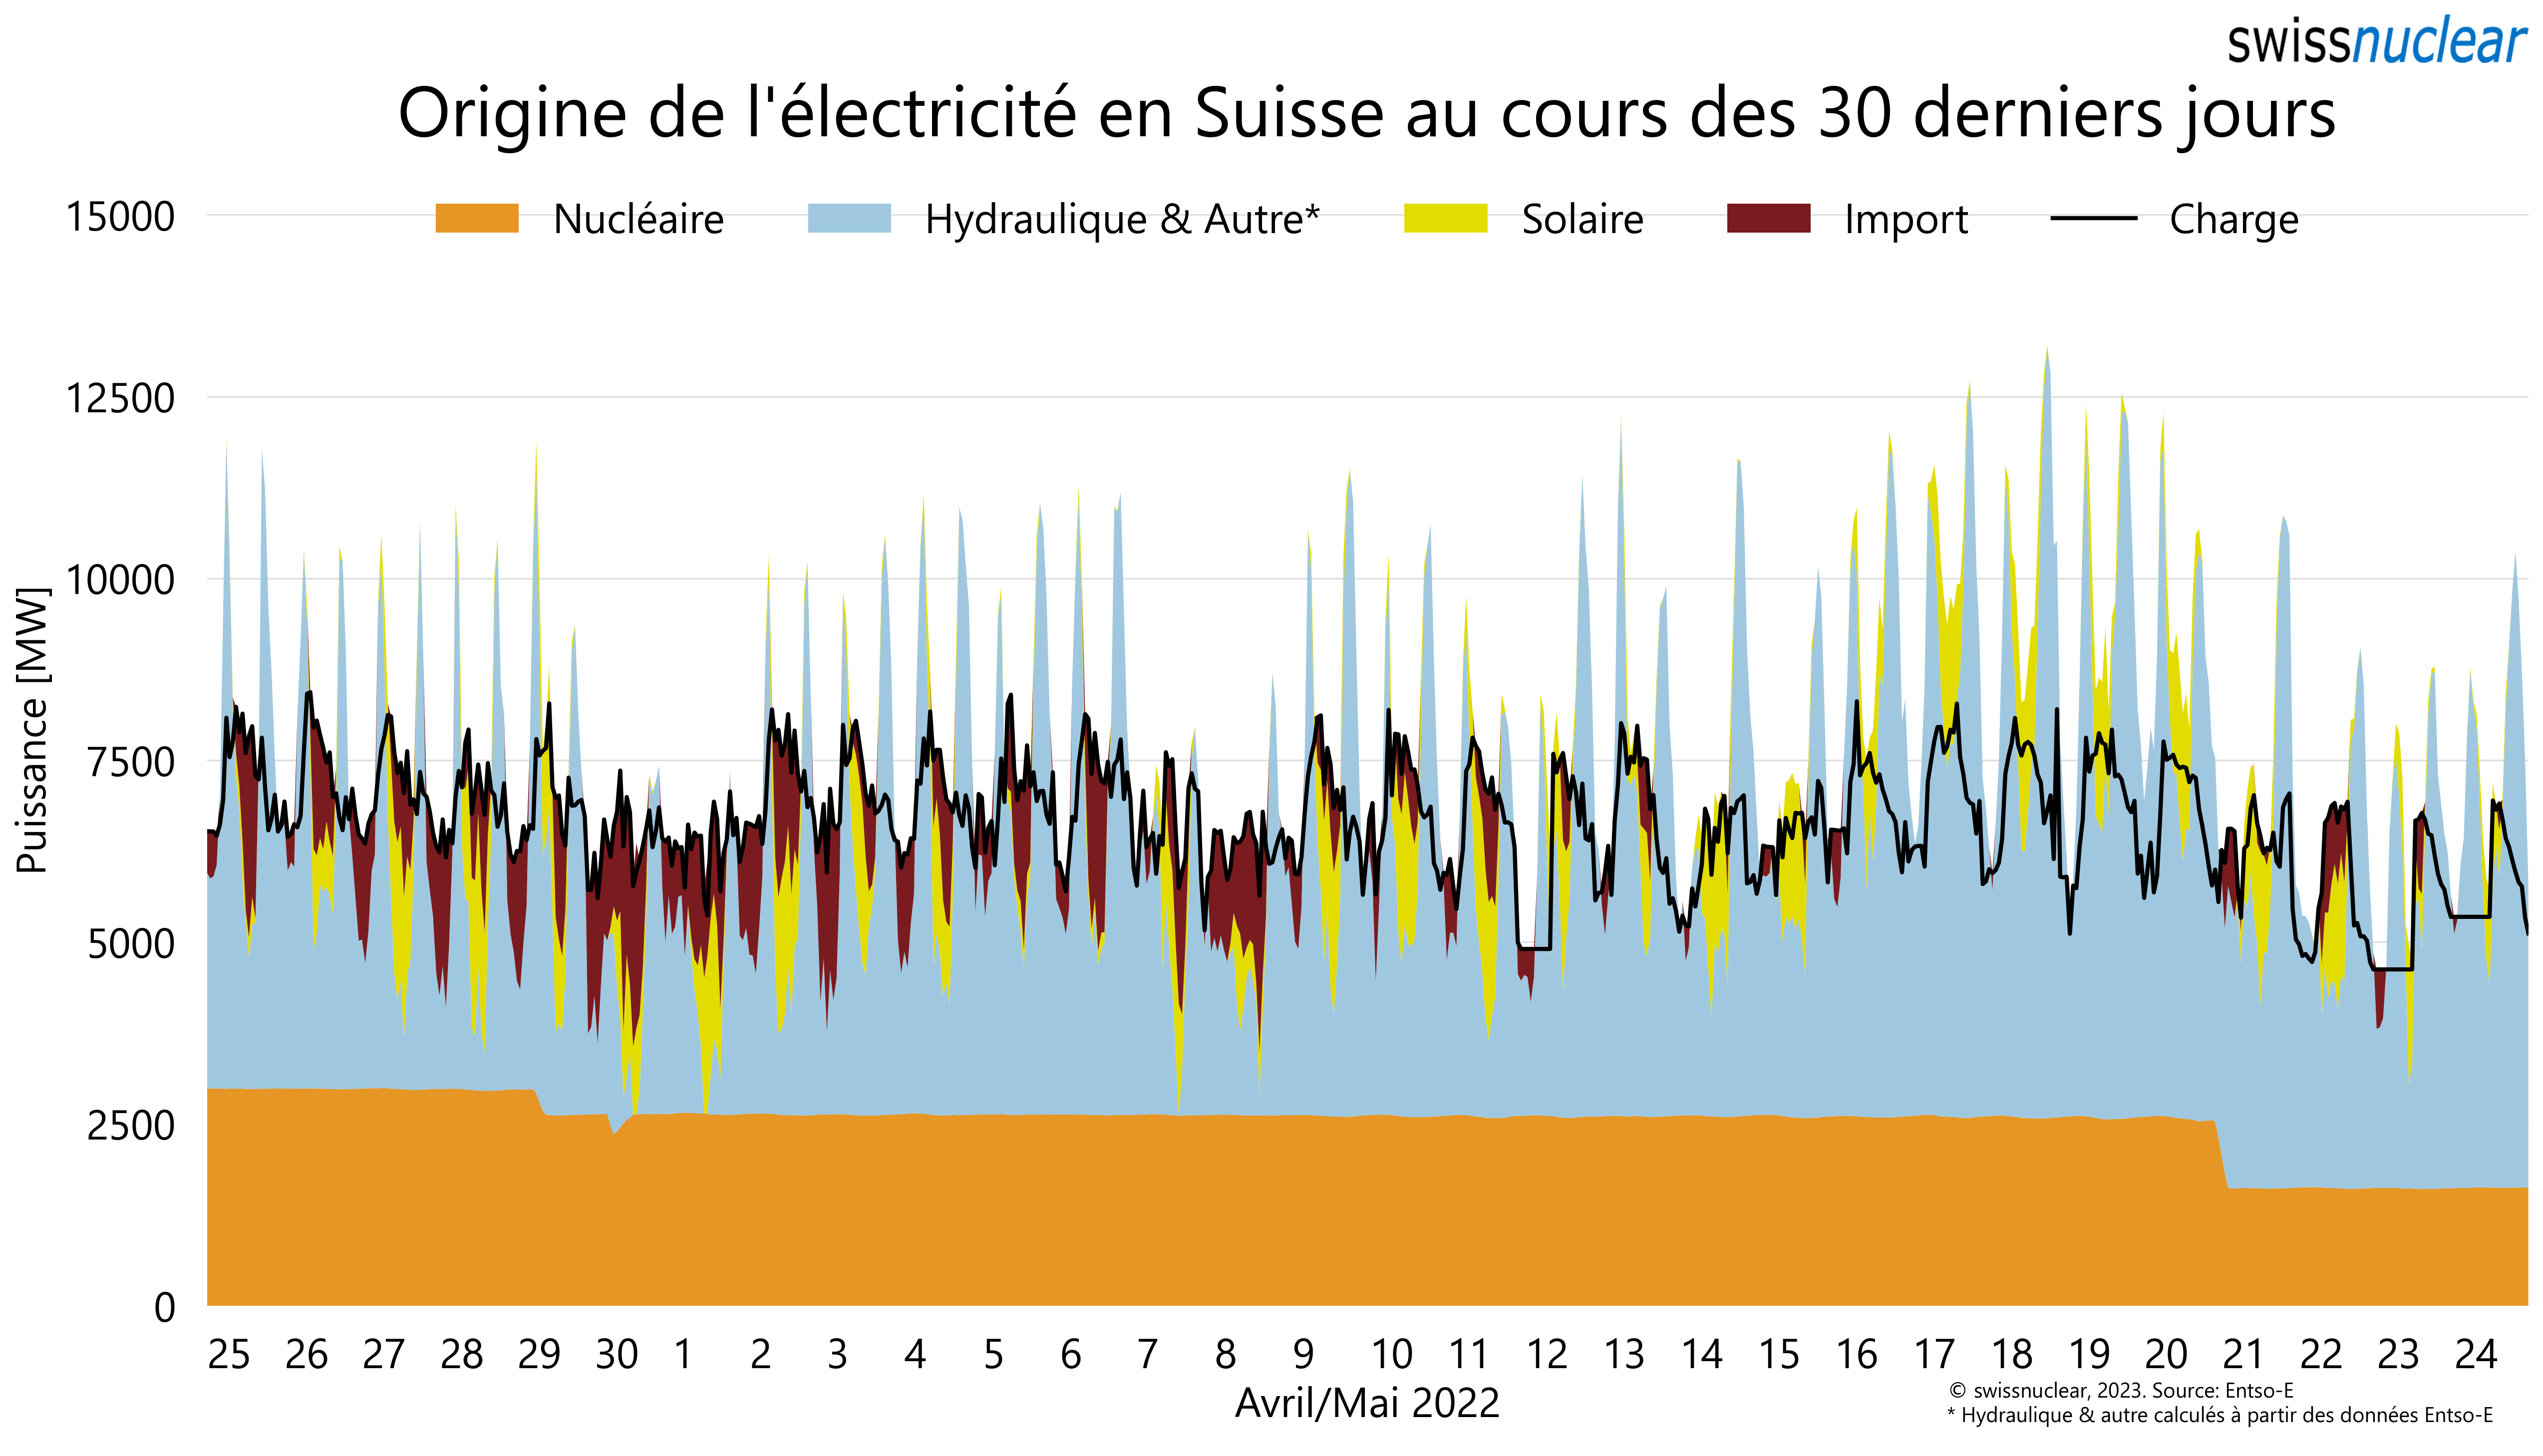 swissnuclear
Origine de l'électricité en Suisse au cours des 30 derniers jours
Nucléaire Hydraulique & Autre* Solaire Import Charge
15000
12500
10000
7500
5000
2500
0
Puissance [MW]
25 26 27 28 29 30 1 2 3 4 5 6 7 8 9 10 11 12 13 14 15 16 17 18 19 20 21 22 23 24
Avril/Mai 2022
© swissnuclear, 2023. Source: Entso-E
* Hydraulique & autre calculés à partir des données Entso-E